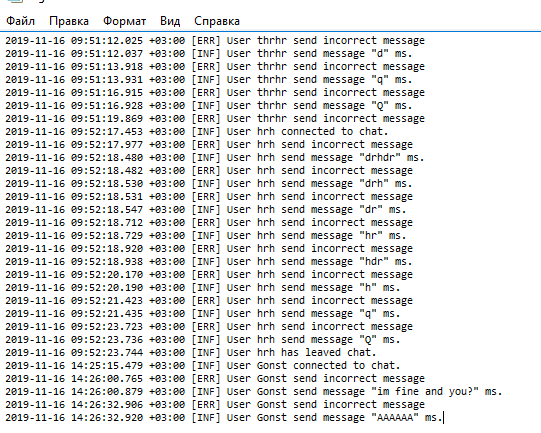 Файл Правка Формат Вид Справка
2019-11-16 09:51:12.025 +03:00 [ERR] User thrhr send incorrect message
2019-11-16 09:51:12.037 +03:00 [INF] User thrhr send message "d" ms.
2019-11-16 09:51:13.918 +03:00 [ERR] User thrhr send incorrect message
2019-11-16 09:51:13.931 +03:00 [INF] User thrhr send message "q" ms.
2019-11-16 09:51:16.915 +03:00 [ERR] User thrhr send incorrect message
2019-11-16 09:51:16.928 +03:00 [INF] User thrhr send message "Q" ms.
2019-11-16 09:51:19.869 +03:00 [ERR] User thrhr send incorrect message
2019-11-16 09:52:17.453 +03:00 [INF] User hrh connected to chat.
2019-11-16 09:52:17.977 +03:00 [ERR] User hrh send incorrect message
2019-11-16 09:52:18.480 +03:00 [INF] User hrh send message "drhdr" ms.
2019-11-16 09:52:18.482 +03:00 [ERR] User hrh send incorrect message
2019-11-16 09:52:18.530 +03:00 [INF] User hrh send message "drh" ms.
2019-11-16 09:52:18.531 +03:00 [ERR] User hrh send incorrect message
2019-11-16 09:52:18.547 +03:00 [INF] User hrh send message "dr" ms.
2019-11-16 09:52:18.712 +03:00 [ERR] User hrh send incorrect message
2019-11-16 09:52:18.729 +03:00 [INF] User hrh send message "hr" ms.
2019-11-16 09:52:18.920 +03:00 [ERR] User hrh send incorrect message
2019-11-16 09:52:18.938 +03:00 [INF] User hrh send message "hdr" ms.
2019-11-16 09:52:20.170 +03:00 [ERR] User hrh send incorrect message
2019-11-16 09:52:20.190 +03:00 [INF] User hrh send message "h" ms.
2019-11-16 09:52:21.423 +03:00 [ERR] User hrh send incorrect message
2019-11-16 09:52:21.435 +03:00 [INF] User hrh send message "q" ms.
2019-11-16 09:52:23.723 +03:00 [ERR] User hrh send incorrect message
2019-11-16 09:52:23.736 +03:00 [INF] User hrh send message "Q" ms.
2019-11-16 09:52:23.744 +03:00 [INF] User hrh has leaved chat.
2019-11-16 14:25:15.479 +03:00 [INF] User Gonst connected to chat.
2019-11-16 14:26:00.765 +03:00 [ERR] User Gonst send incorrect message
2019-11-16 14:26:00.879 +03:00 [INF] User Gonst send message "im fine and you?" ms.
2019-11-16 14:26:32.906 +03:00 [ERR] User Gonst send incorrect message
2019-11-16 14:26:32.920 +03:00 [INF] User Gonst send message "AAAAAA" ms.